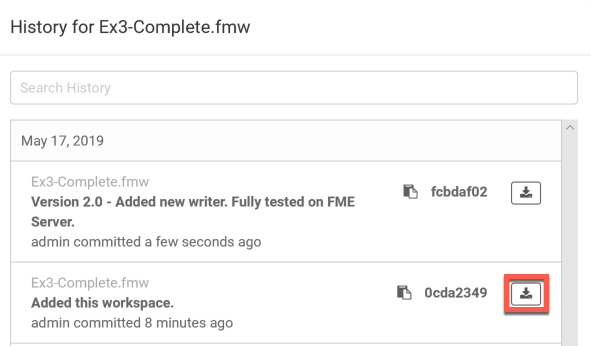 History for Ex3-Complete.fmw
Search History
May 17, 2019
Ex3-Complete.fmw
Version 2.0 - Added new writer. Fully tested on FME
Server.
admin committed a few seconds ago
fcbdaf02
Ex3-Complete.fmw
Added this workspace.
admin committed 8 minutes ago
0cda2349